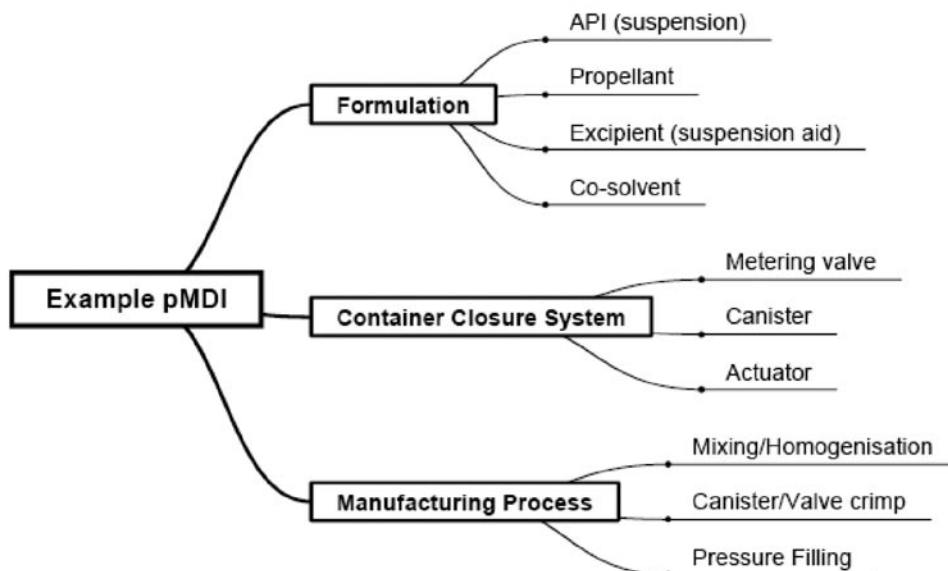 Example pMDI
Formulation
API (suspension)
Propellant
Excipient (suspension aid)
Co-solvent
Container Closure System
Metering valve
Canister
Actuator
Manufacturing Process
Mixing/Homogenisation
Canister/Valve crimp
Pressure Filling